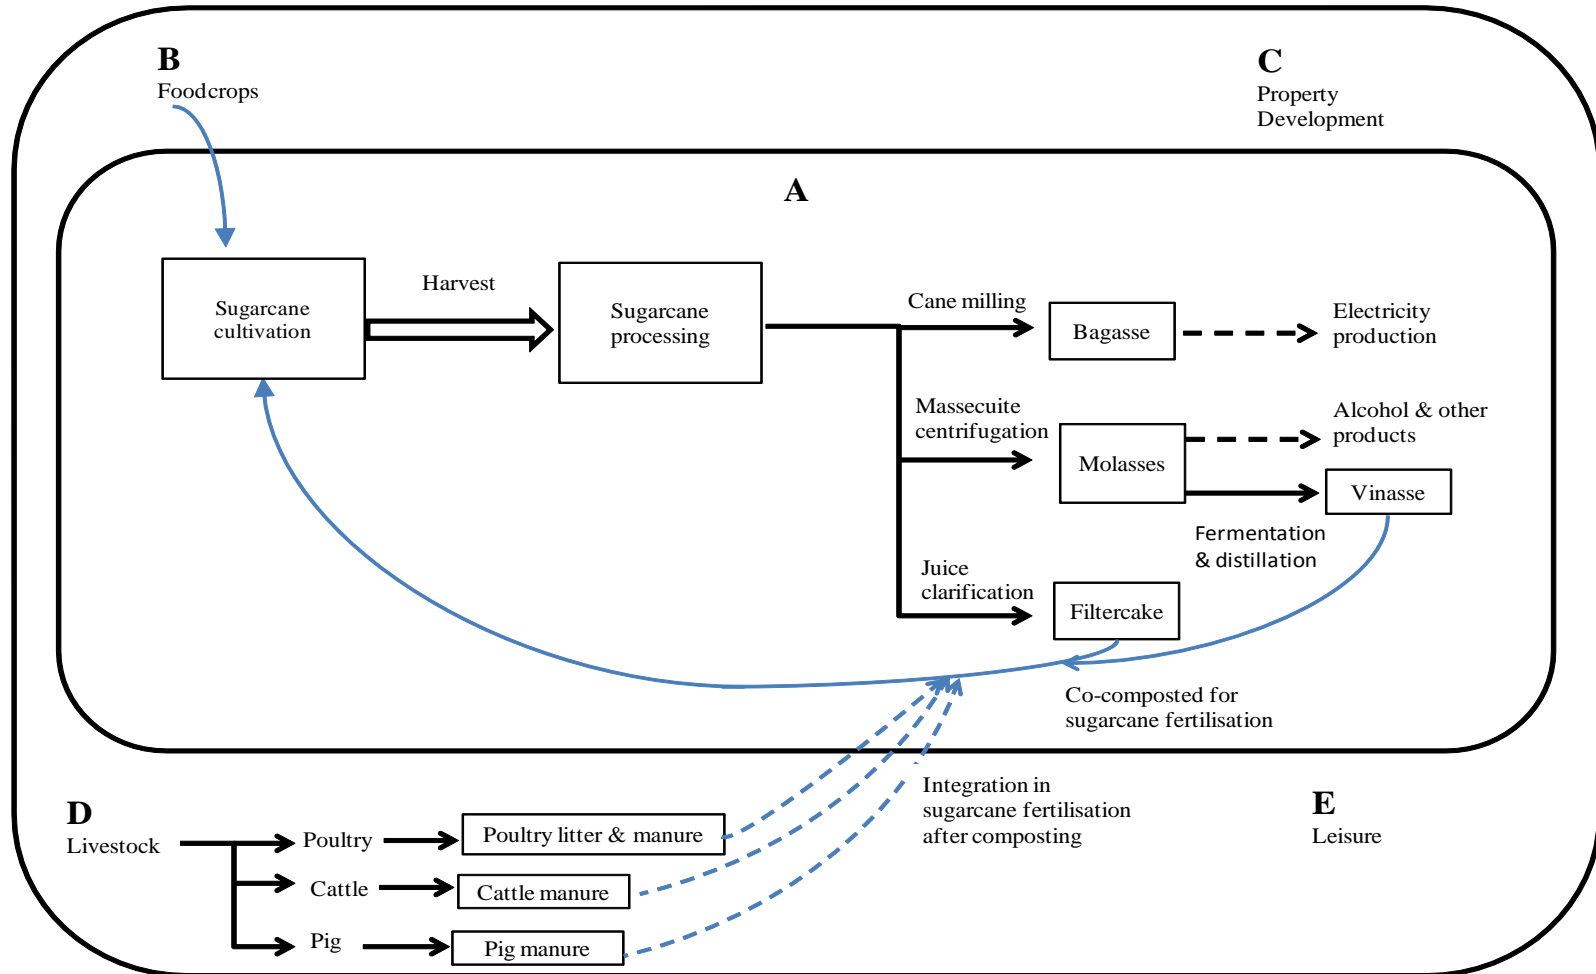 B
Foodcrops
C
Property
Development
A
Sugarcane
cultivation
Harvest
Sugarcane
processing
Cane milling
Bagasse
Electricity
production
Massecuite
centrifugation
Molasses
Alcohol & other
products
Vinasse
Fermentation
& distillation
Juice
clarification
Filtercake
Co-composted for
sugarcane fertilisation
Integration in
sugarcane fertilisation
after composting
D
Livestock
Poultry
Poultry litter & manure
Cattle
Cattle manure
Pig
Pig manure
E
Leisure